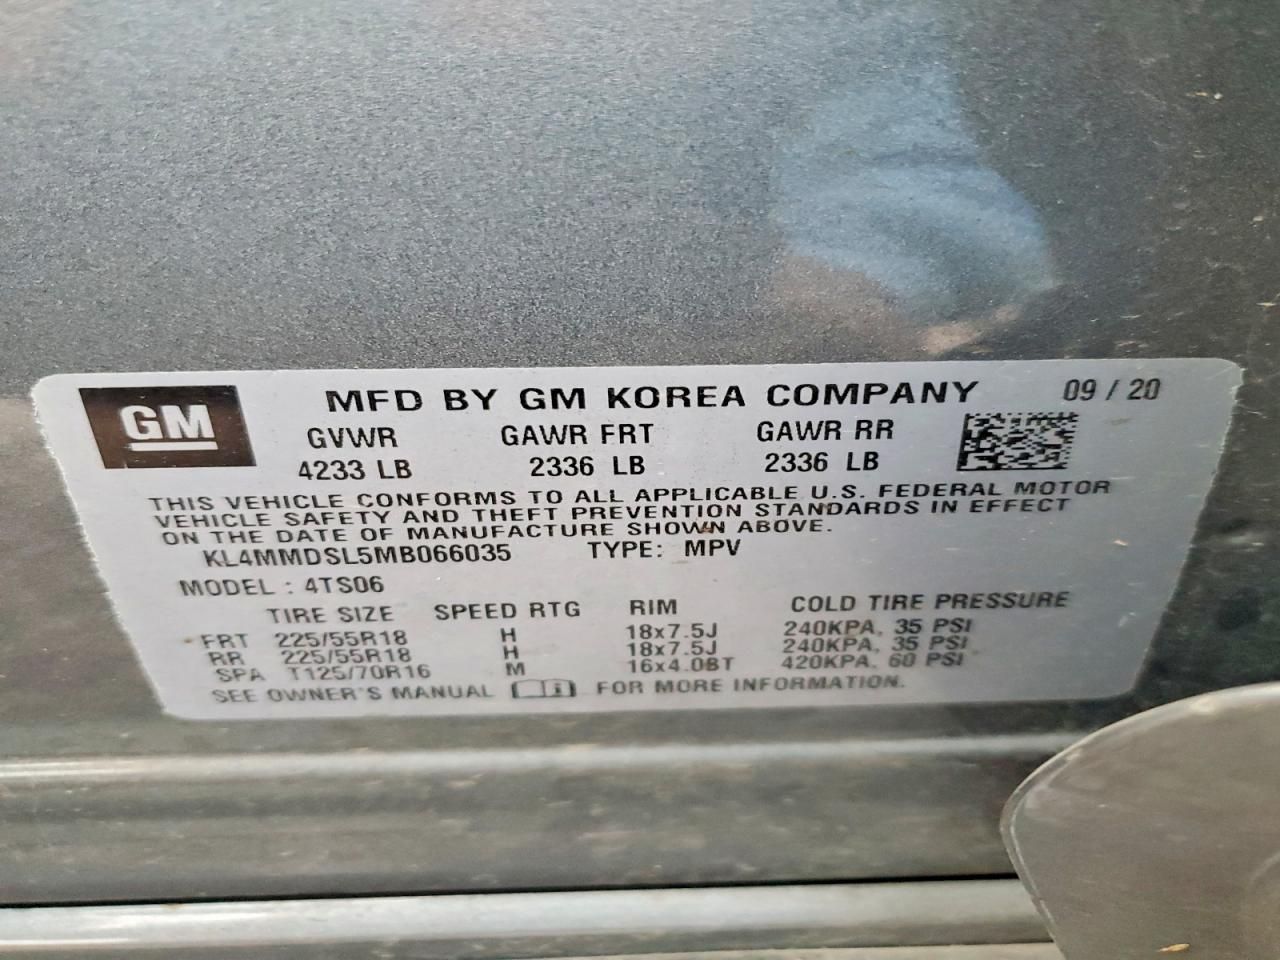 GM
MFD BY GM KOREA COMPANY 09 / 20
GVWR GAWR FRT GAWR RR
4233 LB 2336 LB 2336 LB
THIS VEHICLE CONFORMS TO ALL APPLICABLE U.S. FEDERAL MOTOR
VEHICLE SAFETY AND THEFT PREVENTION STANDARDS IN EFFECT
ON THE DATE OF MANUFACTURE SHOWN ABOVE.
KL4MMDSL5MB066035 TYPE: MPV
MODEL : 4TS06
TIRE SIZE SPEED RTG RIM COLD TIRE PRESSURE
FRT 225/55R18 H 18x7.5J 240KPA, 35 PSI
RR 225/55R18 H 18x7.5J 240KPA, 35 PSI
SPA T125/70R16 M 16x4.0BT 420KPA, 60 PSI
SEE OWNER'S MANUAL FOR MORE INFORMATION.